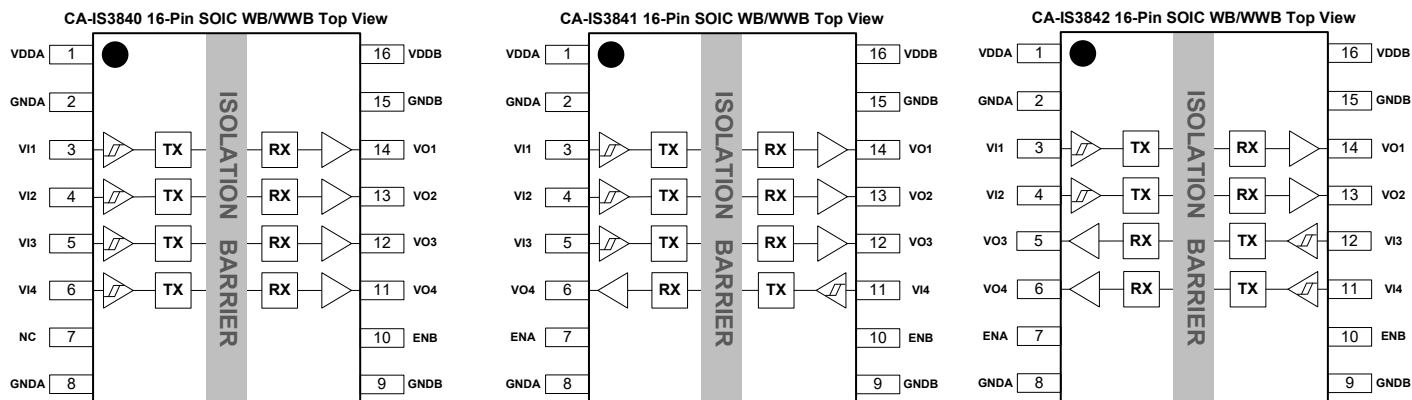 CA-IS3840 16-Pin SOIC WB/WWB Top View
VDDA 1 16 VDDB
GNDA 2 15 GNDB
VI1 3 TX RX 14 VO1
VI2 4 TX RX 13 VO2
VI3 5 TX RX 12 VO3
VI4 6 TX RX 11 VO4
NC 7 10 ENB
GNDA 8 9 GNDB
ISOLATION BARRIER
CA-IS3841 16-Pin SOIC WB/WWB Top View
VDDA 1 16 VDDB
GNDA 2 15 GNDB
VI1 3 TX RX 14 VO1
VI2 4 TX RX 13 VO2
VI3 5 TX RX 12 VO3
VO4 6 RX TX 11 VI4
ENA 7 10 ENB
GNDA 8 9 GNDB
ISOLATION BARRIER
CA-IS3842 16-Pin SOIC WB/WWB Top View
VDDA 1 16 VDDB
GNDA 2 15 GNDB
VI1 3 TX RX 14 VO1
VI2 4 TX RX 13 VO2
VO3 5 RX TX 12 VI3
VO4 6 RX TX 11 VI4
ENA 7 10 ENB
GNDA 8 9 GNDB
ISOLATION BARRIER